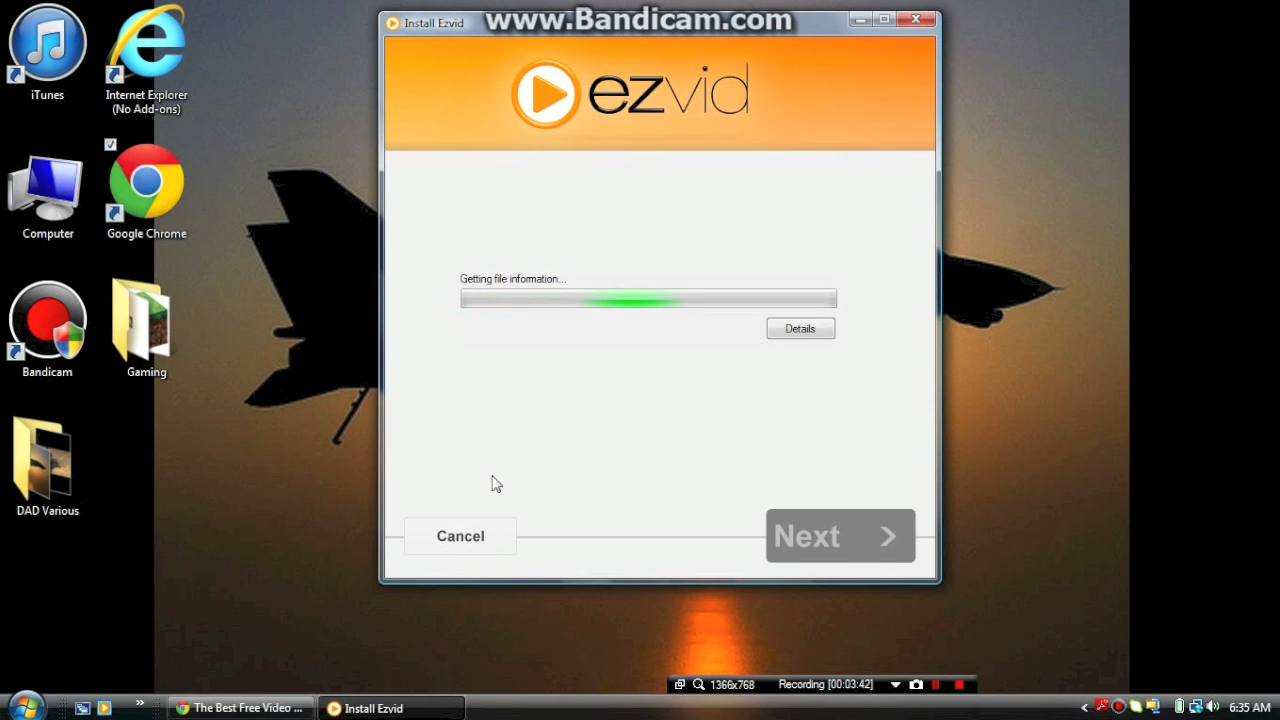 www.Bandicam.com
Install Ezvid
ezvid
iTunes
Internet Explorer
(No Add-ons)
Computer
Google Chrome
Bandicam
Gaming
DAD Various
Getting file information...
Details
Cancel
Next >
1366x768 Recording [00:03:42]
The Best Free Video ...
Install Ezvid
6:35 AM